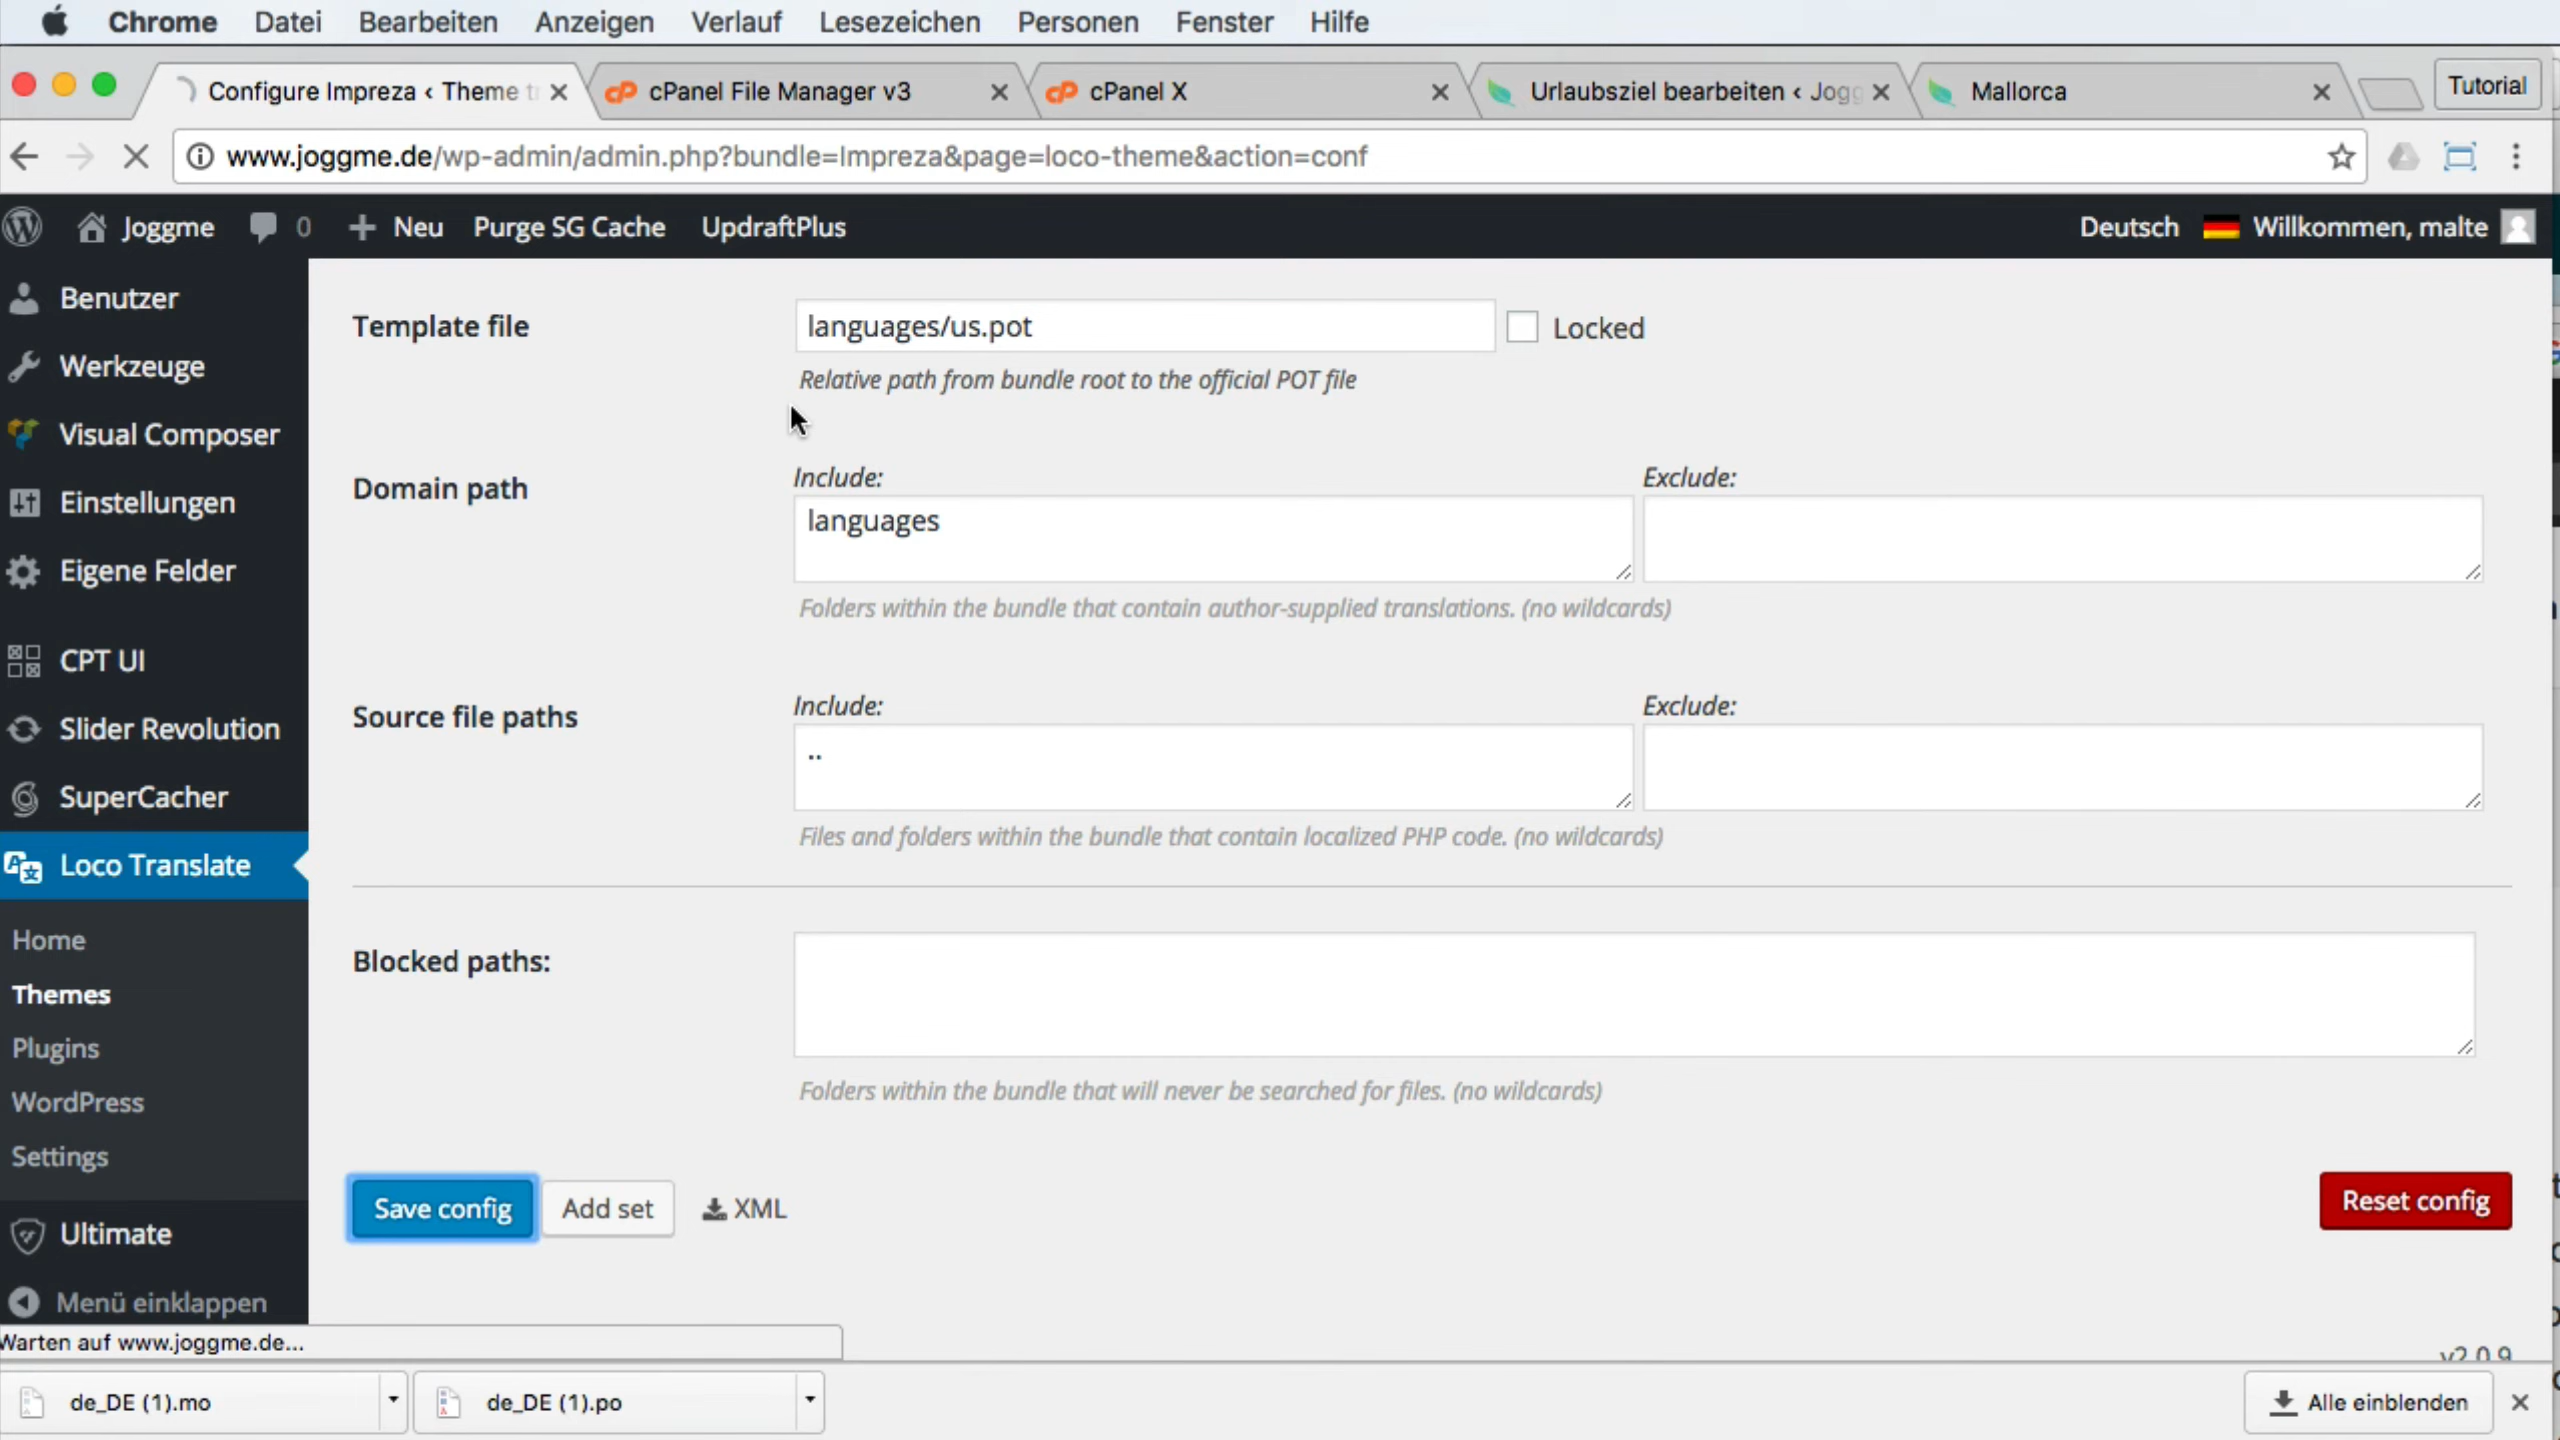 Chrome Datei Bearbeiten Anzeigen Verlauf Lesezeichen Personen Fenster Hilfe
Configure Impreza ‹ Theme t cPanel File Manager v3 cPanel X Urlaubsziel bearbeiten ‹ Jogg Mallorca Tutorial
www.joggme.de/wp-admin/admin.php?bundle=Impreza&page=loco-theme&action=conf
Joggme 0 Neu Purge SG Cache UpdraftPlus Deutsch Willkommen, malte
Benutzer
Werkzeuge
Visual Composer
Einstellungen
Eigene Felder
CPT UI
Slider Revolution
SuperCacher
Loco Translate
Home
Themes
Plugins
WordPress
Settings
Ultimate
Menü einklappen
Template file languages/us.pot Locked
Relative path from bundle root to the official POT file
Domain path Include: Exclude:
languages
Folders within the bundle that contain author-supplied translations. (no wildcards)
Source file paths Include: Exclude:
..
Files and folders within the bundle that contain localized PHP code. (no wildcards)
Blocked paths:
Folders within the bundle that will never be searched for files. (no wildcards)
Save config Add set XML Reset config
v2.0.9
Warten auf www.joggme.de...
de_DE (1).mo de_DE (1).po Alle einblenden